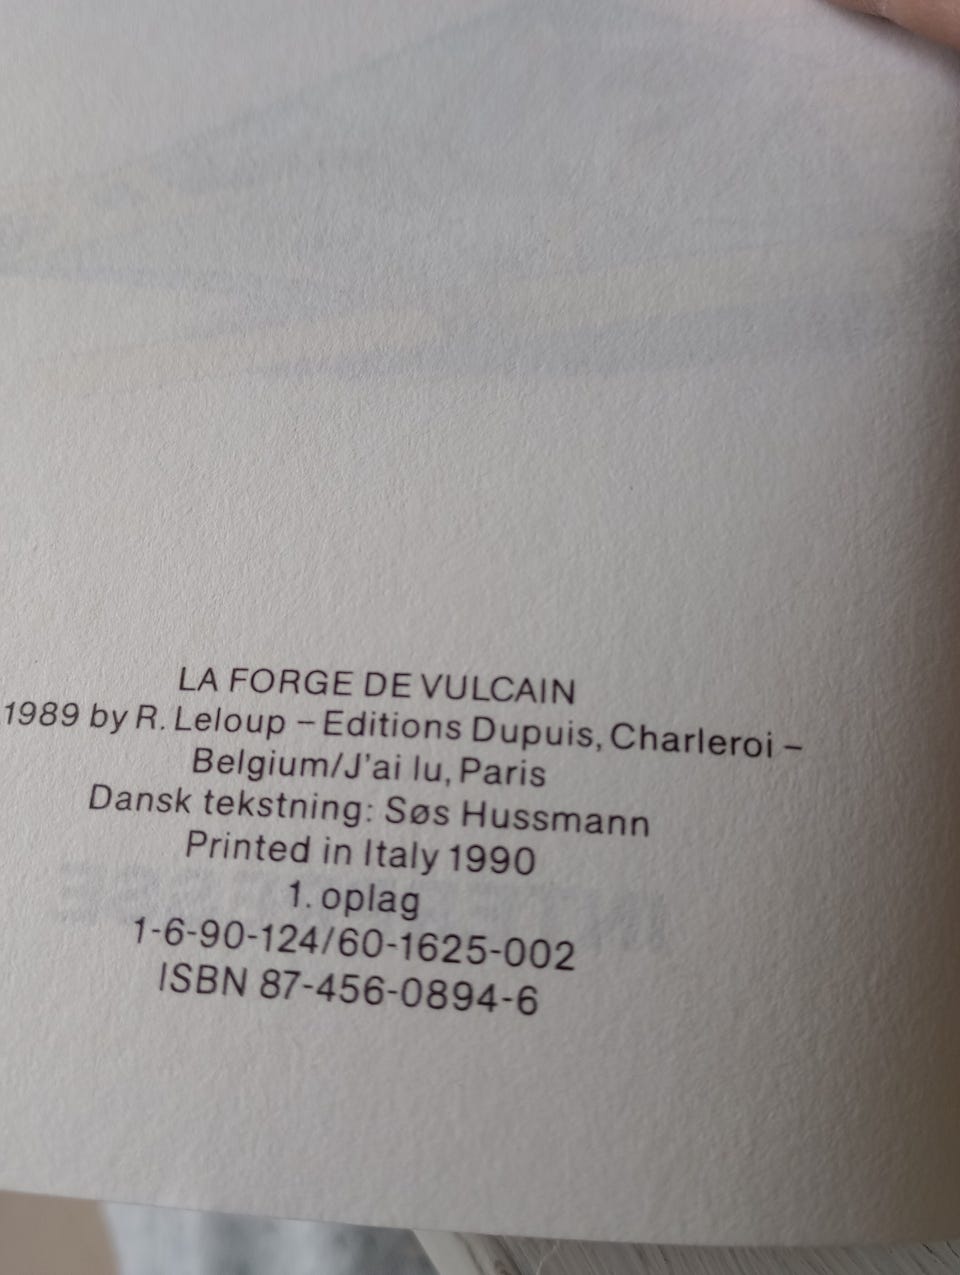 LA FORGE DE VULCAIN
1989 by R. Leloup – Editions Dupuis, Charleroi –
Belgium/J'ai lu, Paris
Dansk tekstning: Søs Hussmann
Printed in Italy 1990
1. oplag
1-6-90-124/60-1625-002
ISBN 87-456-0894-6